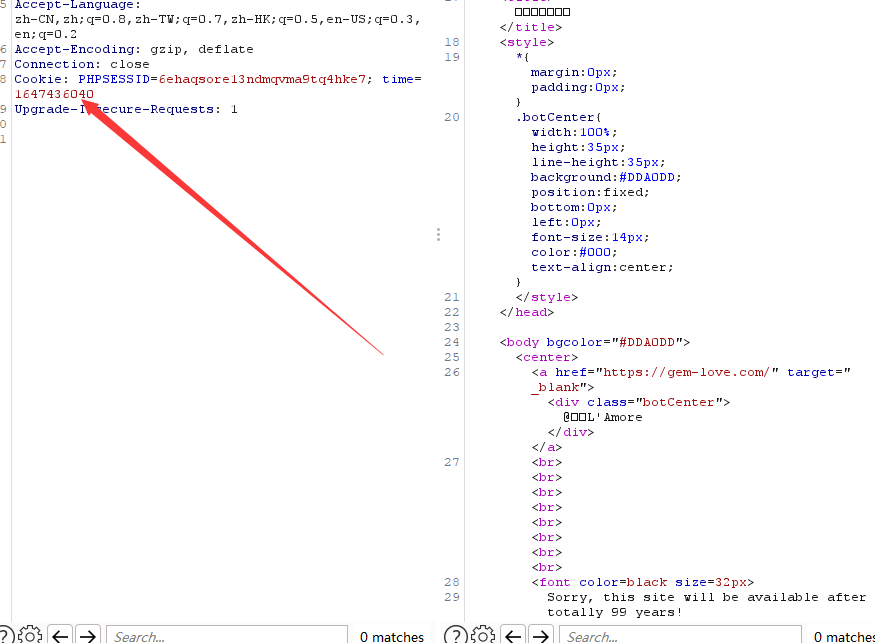 5 Accept-Language:
zh-CN,zh;q=0.8,zh-TW;q=0.7,zh-HK;q=0.5,en-US;q=0.3,
en;q=0.2
6 Accept-Encoding: gzip, deflate
7 Connection: close
8 Cookie: PHPSESSID=6ehaqsore13ndmqvma9tq4hke7; time=
1647436040
9 Upgrade-Insecure-Requests: 1
0
1
? Search... 0 matches
□□□□□□□
</title>
18 <style>
19 *{
margin:0px;
padding:0px;
}
20 .botCenter{
width:100%;
height:35px;
line-height:35px;
background:#DDA0DD;
position:fixed;
bottom:0px;
left:0px;
font-size:14px;
color:#000;
text-align:center;
}
21 </style>
22 </head>
23
24 <body bgcolor="#DDA0DD">
25 <center>
26 <a href="https://gem-love.com/" target="
_blank">
<div class="botCenter">
@□□L'Amore
</div>
</a>
27 <br>
<br>
<br>
<br>
<br>
<br>
<br>
<br>
28 <font color=black size=32px>
29 Sorry, this site will be available after
totally 99 years!
? Search... 0 matches